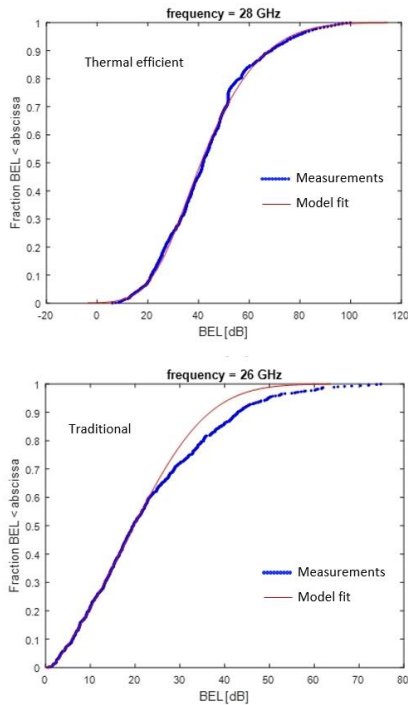 frequency = 28 GHz
1
0.9
0.8
0.7
0.6
0.5
0.4
0.3
0.2
0.1
0
Fraction BEL < abscissa
Thermal efficient
Measurements
Model fit
-20 0 20 40 60 80 100 120
BEL [dB]
frequency = 26 GHz
1
0.9
0.8
0.7
0.6
0.5
0.4
0.3
0.2
0.1
0
Fraction BEL < abscissa
Traditional
Measurements
Model fit
0 10 20 30 40 50 60 70 80
BEL [dB]